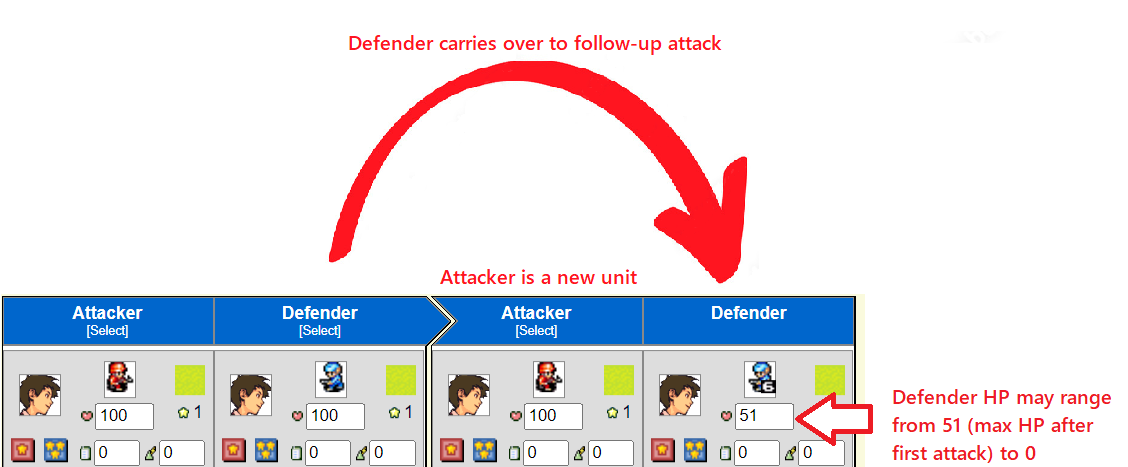 Defender carries over to follow-up attack
Attacker is a new unit
Attacker
[Select]
Defender
[Select]
Attacker
[Select]
Defender
100
1
100
1
100
1
6
51
0
0
0
0
0
0
0
0
Defender HP may range
from 51 (max HP after
first attack) to 0